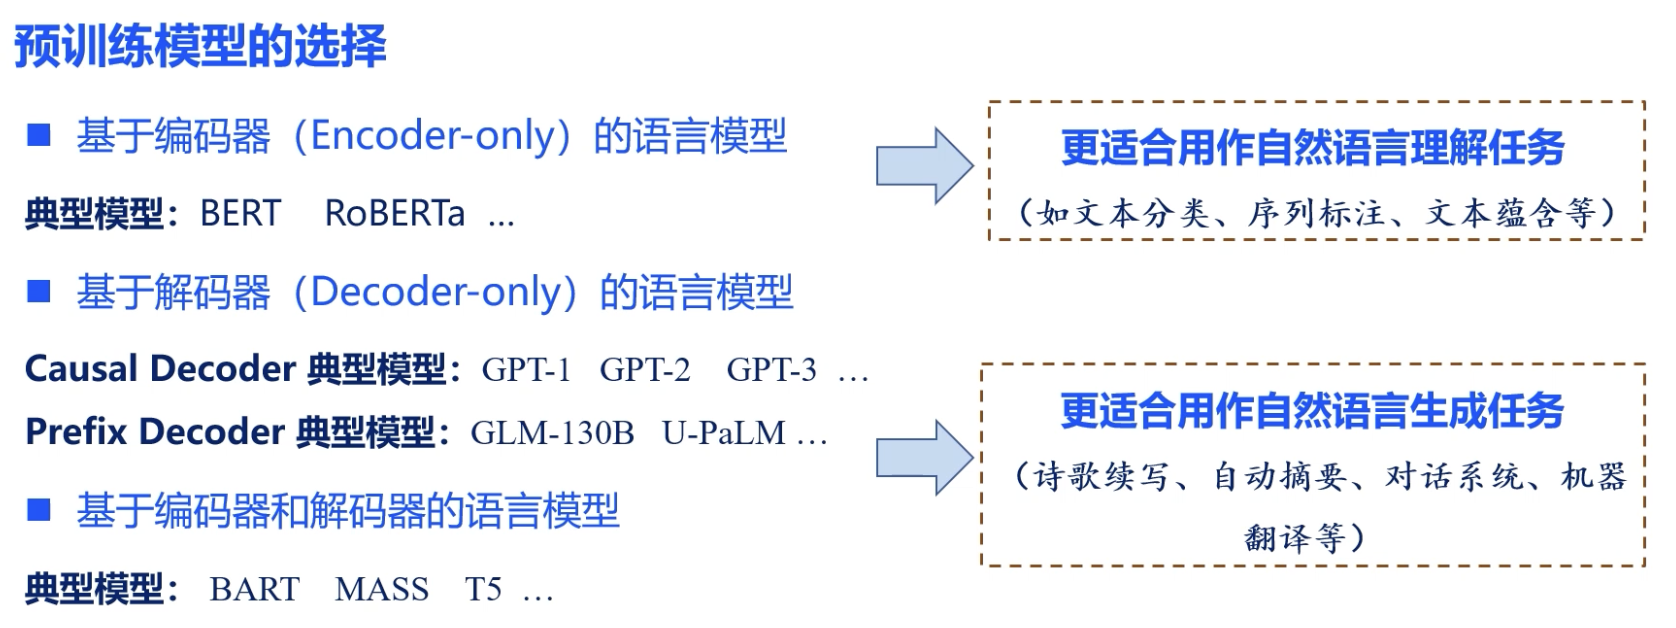 预训练模型的选择
基于编码器（Encoder-only）的语言模型
典型模型：BERT RoBERTa …
更适合用作自然语言理解任务
（如文本分类、序列标注、文本蕴含等）
基于解码器（Decoder-only）的语言模型
Causal Decoder 典型模型：GPT-1 GPT-2 GPT-3 …
Prefix Decoder 典型模型：GLM-130B U-PaLM …
基于编码器和解码器的语言模型
典型模型： BART MASS T5 …
更适合用作自然语言生成任务
（诗歌续写、自动摘要、对话系统、机器
翻译等）